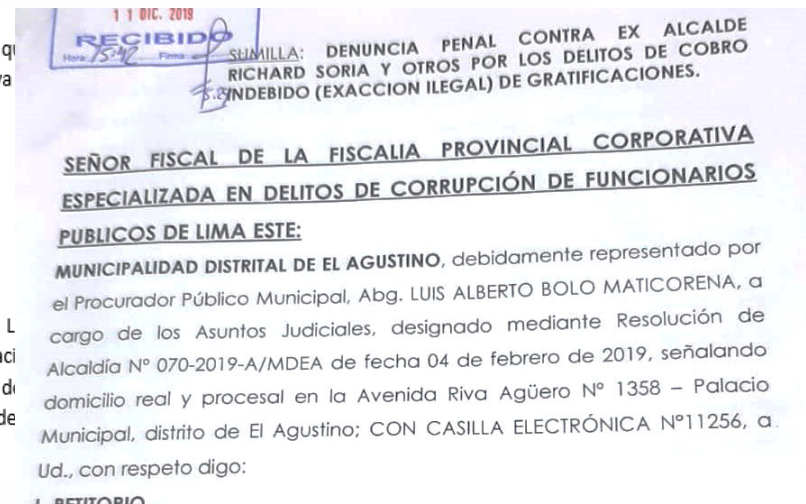 11 DIC. 2019
RECIBIDO
Hora: 15:42 Firma:
SUMILLA: DENUNCIA PENAL CONTRA EX ALCALDE
RICHARD SORIA Y OTROS POR LOS DELITOS DE COBRO
INDEBIDO (EXACCION ILEGAL) DE GRATIFICACIONES.
SEÑOR FISCAL DE LA FISCALIA PROVINCIAL CORPORATIVA
ESPECIALIZADA EN DELITOS DE CORRUPCIÓN DE FUNCIONARIOS
PUBLICOS DE LIMA ESTE:
MUNICIPALIDAD DISTRITAL DE EL AGUSTINO, debidamente representado por
el Procurador Público Municipal, Abg. LUIS ALBERTO BOLO MATICORENA, a
cargo de los Asuntos Judiciales, designado mediante Resolución de
Alcaldía Nº 070-2019-A/MDEA de fecha 04 de febrero de 2019, señalando
domicilio real y procesal en la Avenida Riva Agüero Nº 1358 – Palacio
Municipal, distrito de El Agustino; CON CASILLA ELECTRÓNICA Nº11256, a
Ud., con respeto digo:
I. PETITORIO